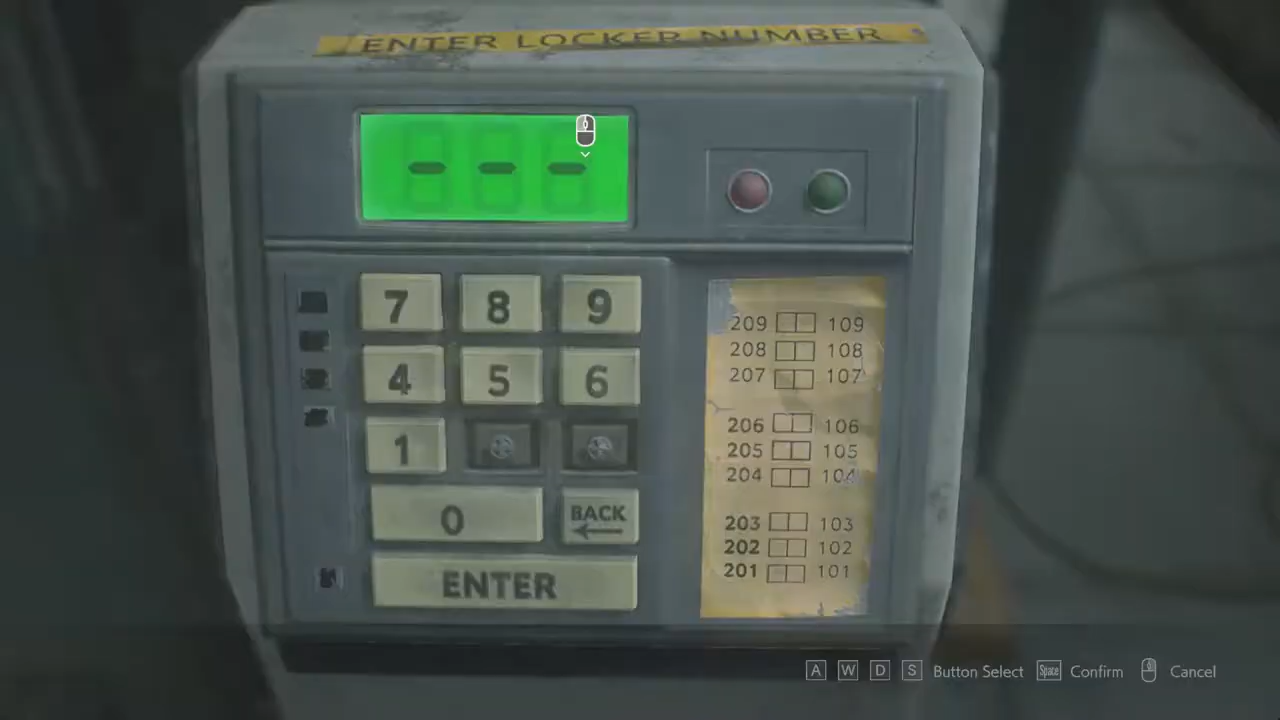 ENTER LOCKER NUMBER
- - -
7 8 9
4 5 6
1
0 BACK
ENTER
209 109
208 108
207 107
206 106
205 105
204 104
203 103
202 102
201 101
A W D S Button Select Space Confirm Cancel